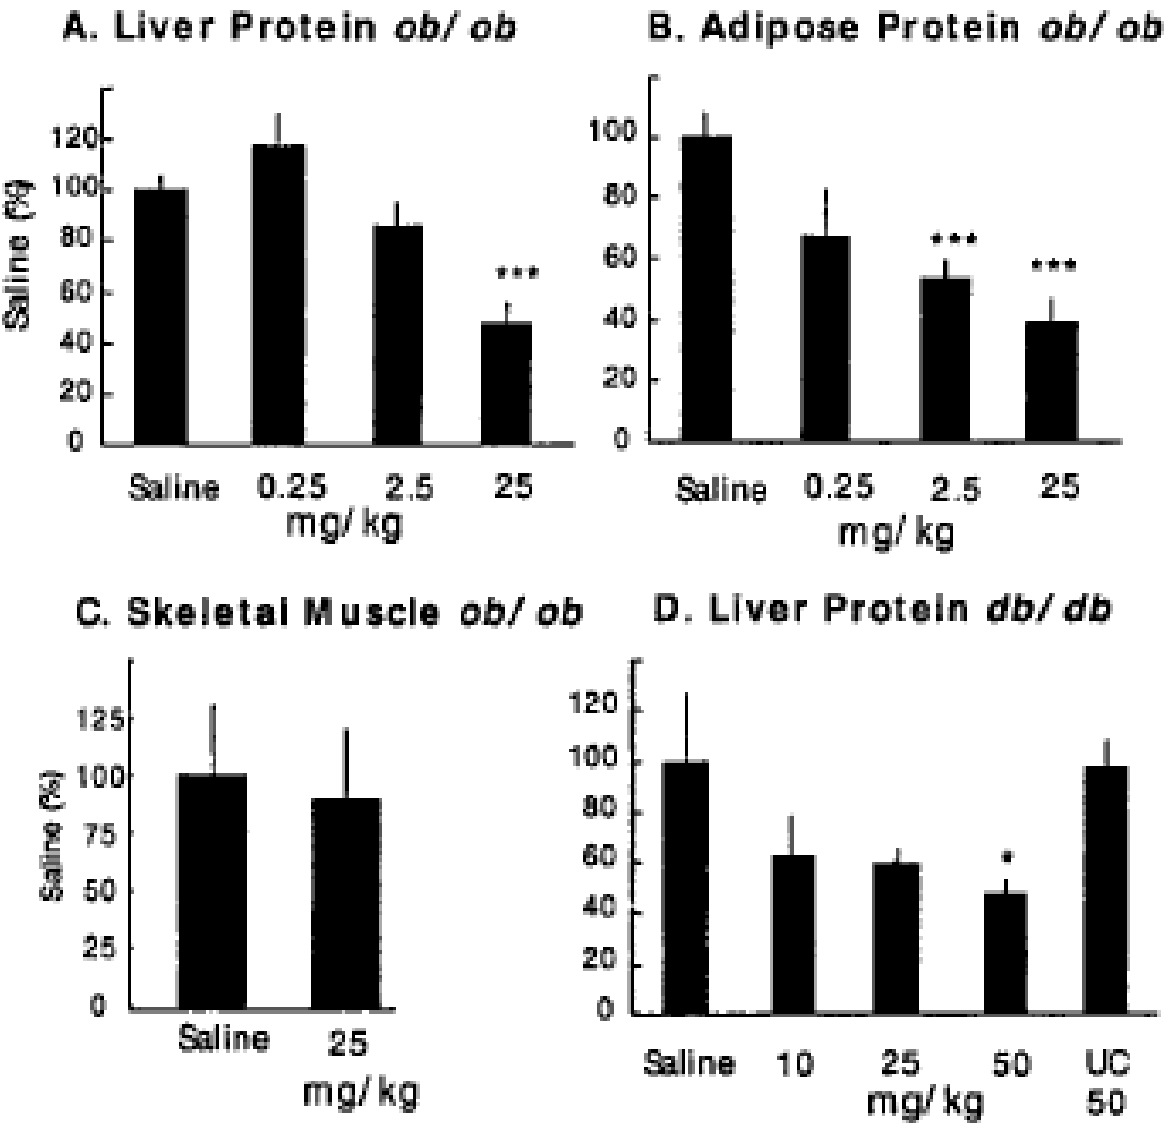 A. Liver Protein ob/ob
Saline (%)
120
100
80
60
40
20
0
Saline 0.25 2.5 25
mg/kg
B. Adipose Protein ob/ob
100
80
60
40
20
0
***
***
***
Saline 0.25 2.5 25
mg/kg
C. Skeletal Muscle ob/ob
Saline (%)
125
100
75
50
25
0
Saline 25
mg/kg
D. Liver Protein db/db
120
100
80
60
40
20
0
*
Saline 10 25 50 UC
mg/kg 50